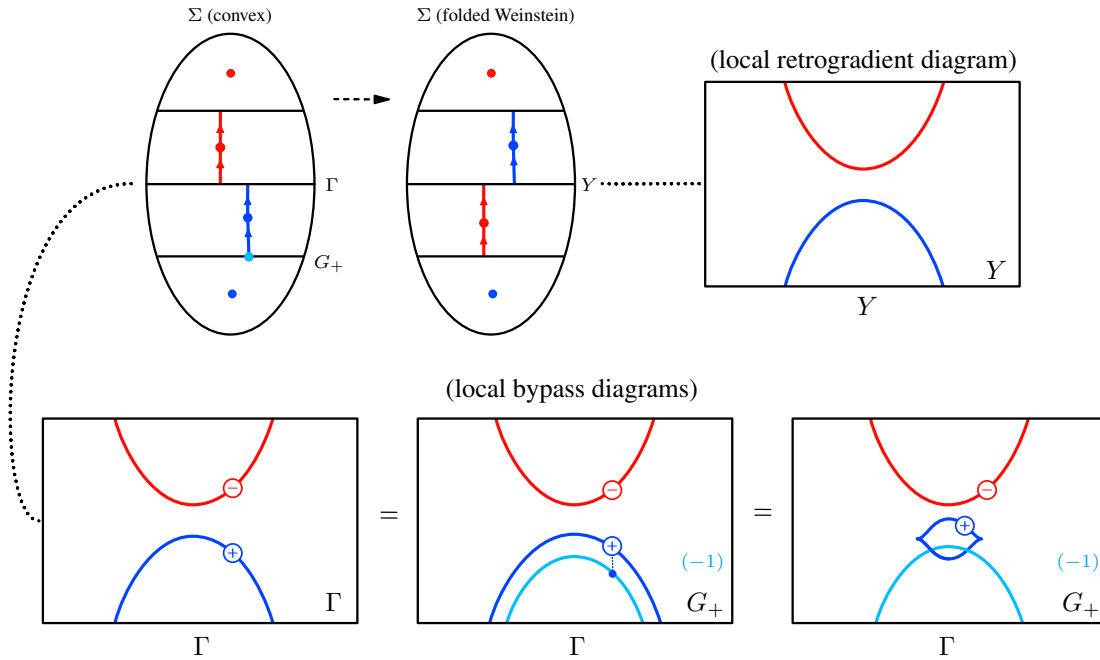 Σ (convex)
Σ (folded Weinstein)
(local retrogradient diagram)
Γ
Y
G₊
Y
Y
(local bypass diagrams)
−
−
−
+
=
+
=
+
(−1)
(−1)
Γ
G₊
G₊
Γ
Γ
Γ